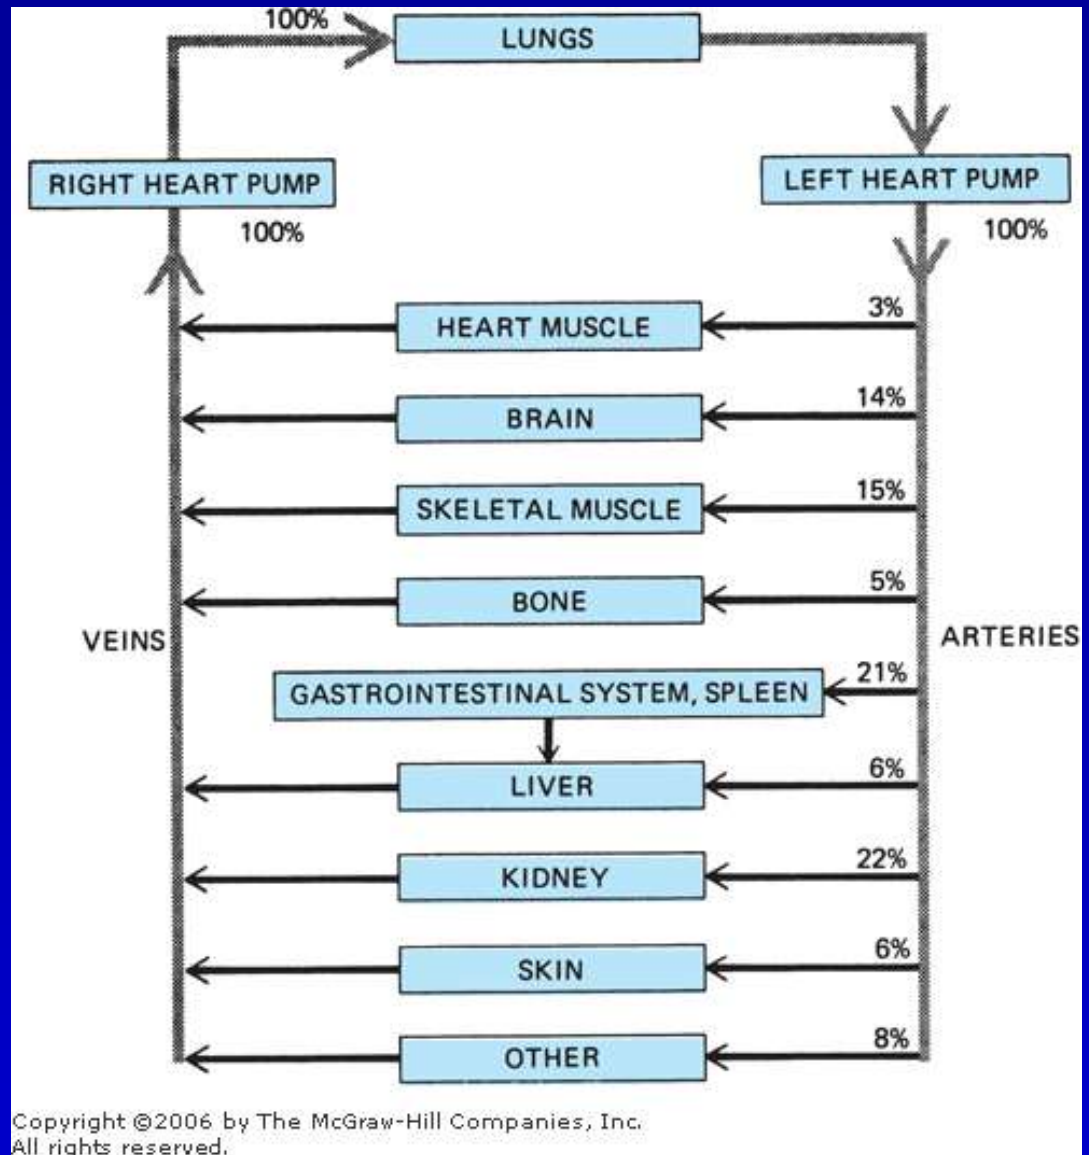 100%
LUNGS
RIGHT HEART PUMP
LEFT HEART PUMP
100%
100%
3%
HEART MUSCLE
14%
BRAIN
15%
SKELETAL MUSCLE
5%
BONE
VEINS
ARTERIES
21%
GASTROINTESTINAL SYSTEM, SPLEEN
6%
LIVER
22%
KIDNEY
6%
SKIN
8%
OTHER
Copyright ©2006 by The McGraw-Hill Companies, Inc.
All rights reserved.